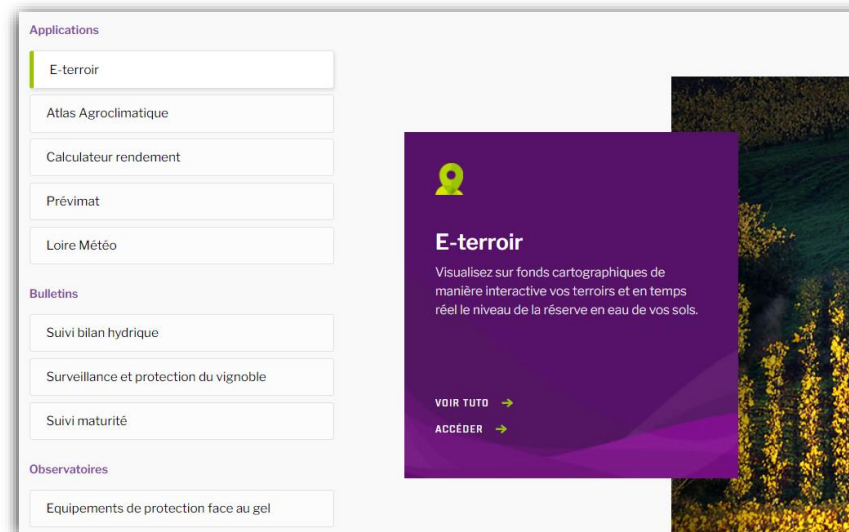 Applications
E-terroir
Atlas Agroclimatique
Calculateur rendement
Prévimat
Loire Météo
Bulletins
Suivi bilan hydrique
Surveillance et protection du vignoble
Suivi maturité
Observatoires
Equipements de protection face au gel
E-terroir
Visualisez sur fonds cartographiques de
manière interactive vos terroirs et en temps
réel le niveau de la réserve en eau de vos sols.
VOIR TUTO →
ACCÉDER →